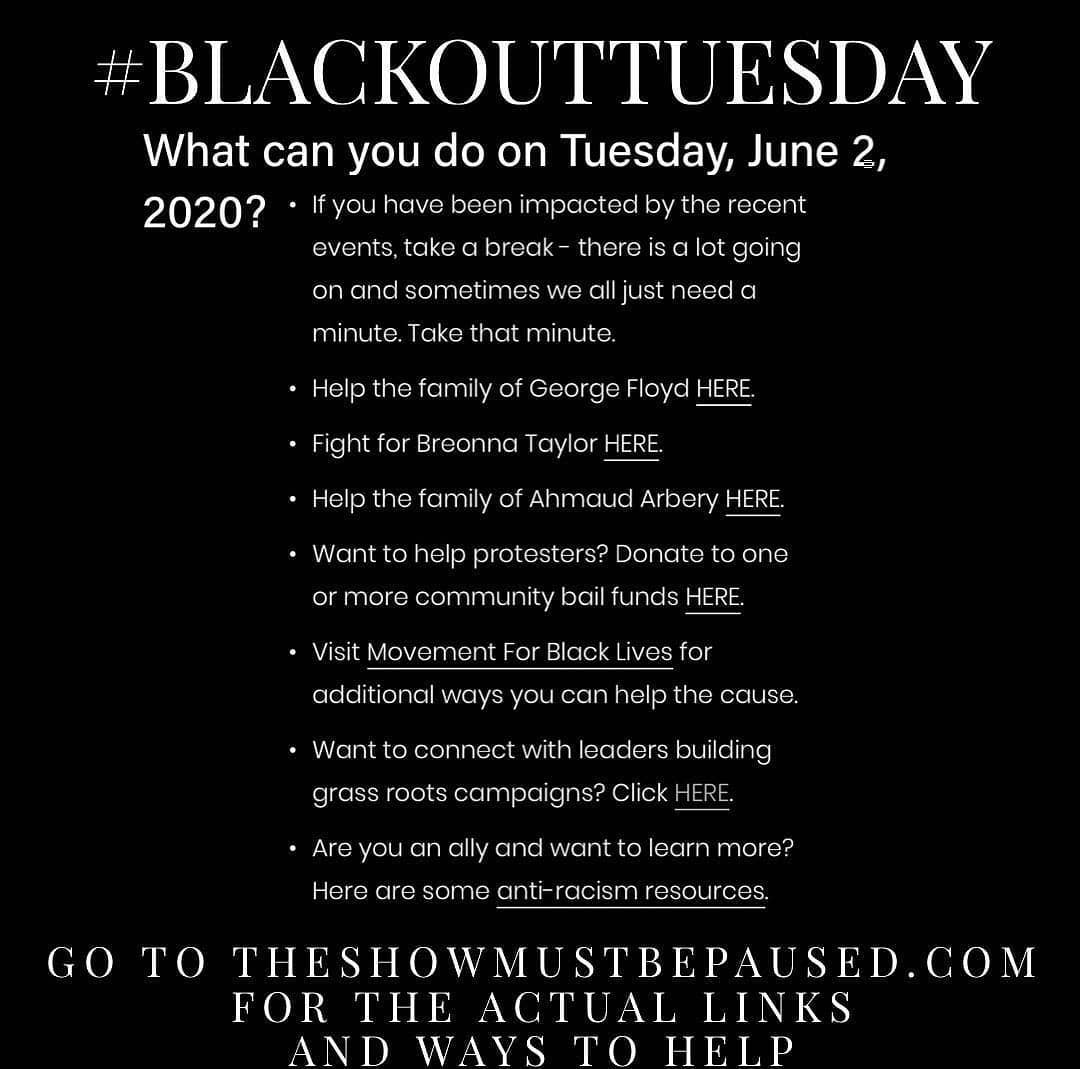 #BLACKOUTTUESDAY
What can you do on Tuesday, June 2,
2020?
• If you have been impacted by the recent
events, take a break - there is a lot going
on and sometimes we all just need a
minute. Take that minute.
• Help the family of George Floyd HERE.
• Fight for Breonna Taylor HERE.
• Help the family of Ahmaud Arbery HERE.
• Want to help protesters? Donate to one
or more community bail funds HERE.
• Visit Movement For Black Lives for
additional ways you can help the cause.
• Want to connect with leaders building
grass roots campaigns? Click HERE.
• Are you an ally and want to learn more?
Here are some anti-racism resources.
GO TO THESHOWMUSTBEPAUSED.COM
FOR THE ACTUAL LINKS
AND WAYS TO HELP